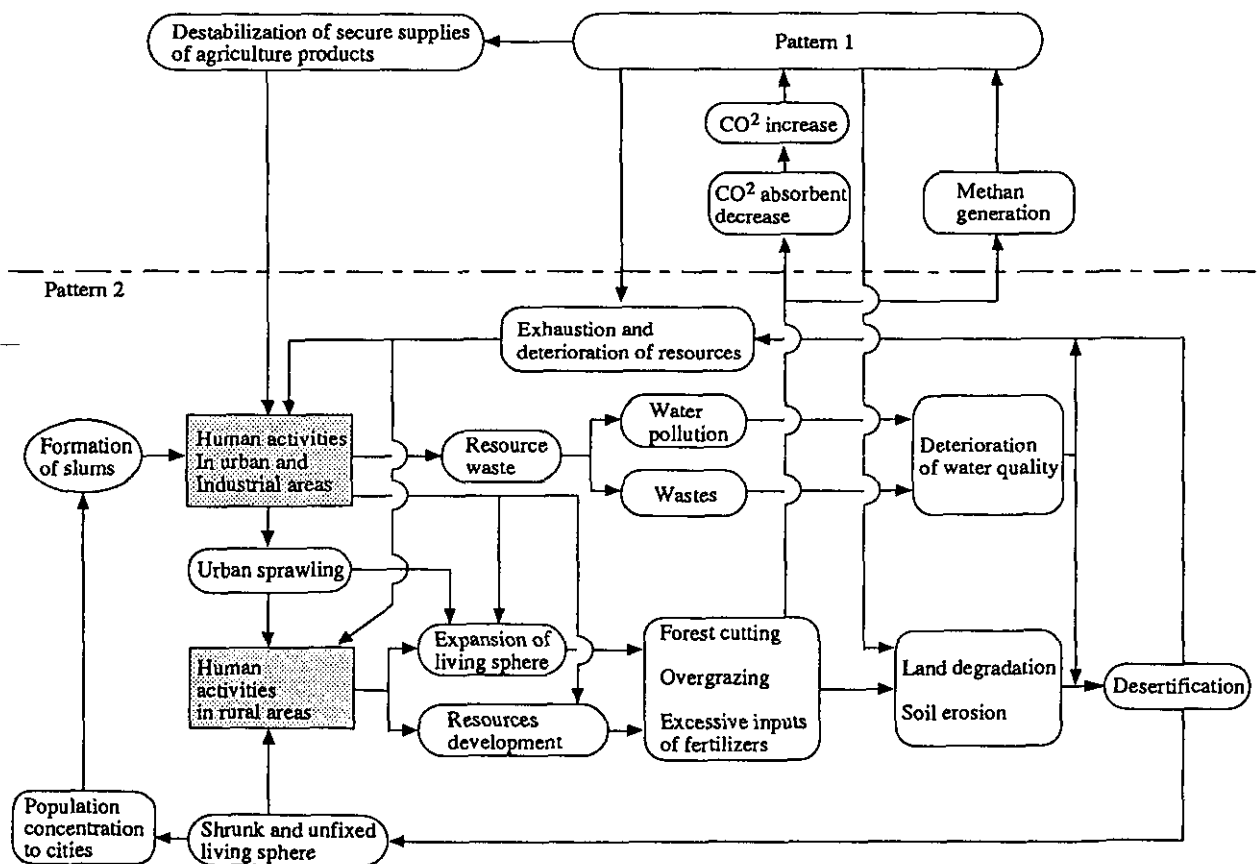 Destabilization of secure supplies
of agriculture products
Pattern 1
CO² increase
CO² absorbent
decrease
Methan
generation
Pattern 2
Exhaustion and
deterioration of resources
Formation
of slums
Human activities
In urban and
Industrial areas
Resource
waste
Water
pollution
Wastes
Deterioration
of water quality
Urban sprawling
Expansion of
living sphere
Human
activities
in rural areas
Resources
development
Forest cutting
Overgrazing
Excessive inputs
of fertilizers
Land degradation
Soil erosion
Desertification
Population
concentration
to cities
Shrunk and unfixed
living sphere